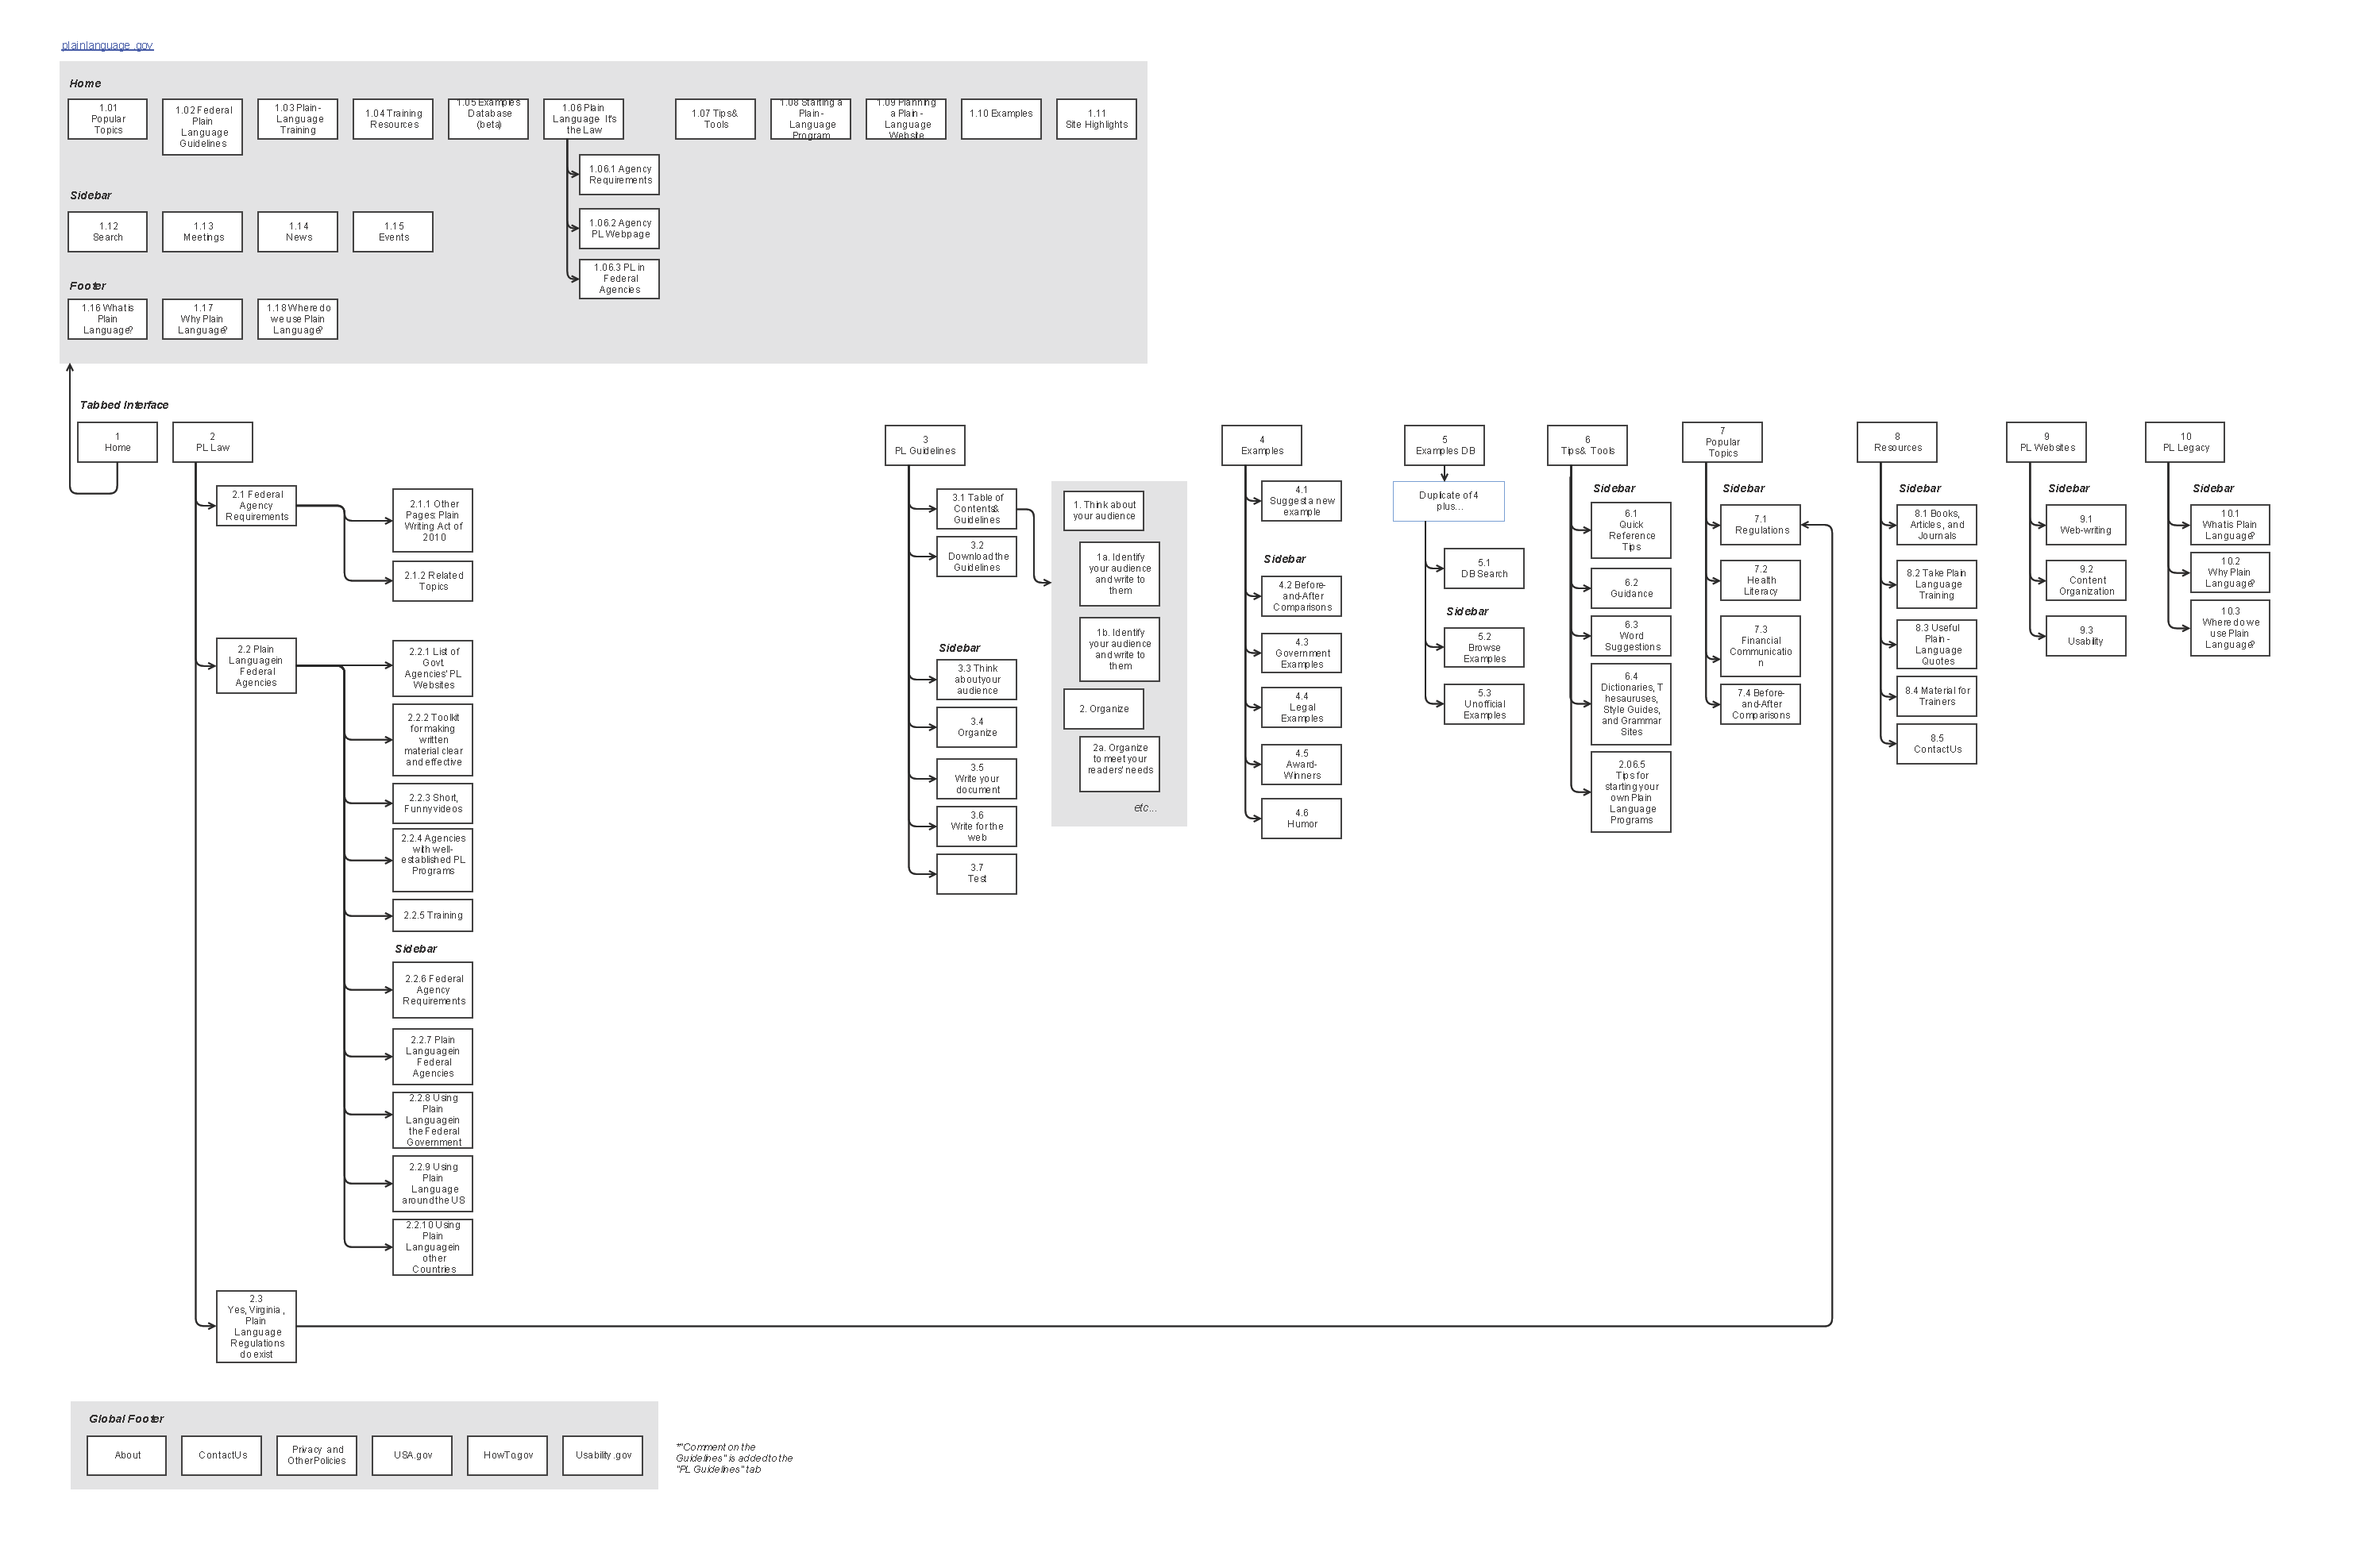 plainlanguage.gov
Home
1.01
Popular
Topics
1.02 Federal
Plain
Language
Guidelines
1.03 Plain-
Language
Training
1.04 Training
Resources
1.05 Examples
Database
(beta)
1.06 Plain
Language It's
the Law
1.07 Tips&
Tools
1.08 Starting a
Plain-
Language
Program
1.09 Planning
a Plain-
Language
Website
1.10 Examples
1.11
Site Highlights
1.06.1 Agency
Requirements
1.06.2 Agency
PL Webpage
1.06.3 PL in
Federal
Agencies
Sidebar
1.12
Search
1.13
Meetings
1.14
News
1.15
Events
Footer
1.16 What is
Plain
Language?
1.17
Why Plain
Language?
1.18 Where do
we use Plain
Language?
Tabbed Interface
1
Home
2
PL Law
2.1 Federal
Agency
Requirements
2.1.1 Other
Pages: Plain
Writing Act of
2010
2.1.2 Related
Topics
2.2 Plain
Language in
Federal
Agencies
2.2.1 List of
Govt.
Agencies' PL
Websites
2.2.2 Toolkit
for making
written
material clear
and effective
2.2.3 Short,
Funny videos
2.2.4 Agencies
with well-
established PL
Programs
2.2.5 Training
Sidebar
2.2.6 Federal
Agency
Requirements
2.2.7 Plain
Language in
Federal
Agencies
2.2.8 Using
Plain
Language in
the Federal
Government
2.2.9 Using
Plain
Language
around the US
2.2.10 Using
Plain
Language in
other
Countries
2.3
Yes, Virginia,
Plain
Language
Regulations
do exist
3
PL Guidelines
3.1 Table of
Contents&
Guidelines
3.2
Download the
Guidelines
Sidebar
3.3 Think
about your
audience
3.4
Organize
3.5
Write your
document
3.6
Write for the
web
3.7
Test
1. Think about
your audience
1a. Identify
your audience
and write to
them
1b. Identify
your audience
and write to
them
2. Organize
2a. Organize
to meet your
readers' needs
etc...
4
Examples
4.1
Suggest a new
example
Sidebar
4.2 Before-
and-After
Comparisons
4.3
Government
Examples
4.4
Legal
Examples
4.5
Award-
Winners
4.6
Humor
5
Examples DB
Duplicate of 4
plus...
5.1
DB Search
Sidebar
5.2
Browse
Examples
5.3
Unofficial
Examples
6
Tips& Tools
Sidebar
6.1
Quick
Reference
Tips
6.2
Guidance
6.3
Word
Suggestions
6.4
Dictionaries, T
hesauruses,
Style Guides,
and Grammar
Sites
2.06.5
Tips for
starting your
own Plain
Language
Programs
7
Popular
Topics
Sidebar
7.1
Regulations
7.2
Health
Literacy
7.3
Financial
Communicatio
n
7.4 Before-
and-After
Comparisons
8
Resources
Sidebar
8.1 Books,
Articles, and
Journals
8.2 Take Plain
Language
Training
8.3 Useful
Plain-
Language
Quotes
8.4 Material for
Trainers
8.5
Contact Us
9
PL Websites
Sidebar
9.1
Web-writing
9.2
Content
Organization
9.3
Usability
10
PL Legacy
Sidebar
10.1
What is Plain
Language?
10.2
Why Plain
Language?
10.3
Where do we
use Plain
Language?
Global Footer
About
Contact Us
Privacy and
Other Policies
USA.gov
HowTo.gov
Usability.gov
*"Comment on the
Guidelines" is added to the
"PL Guidelines" tab